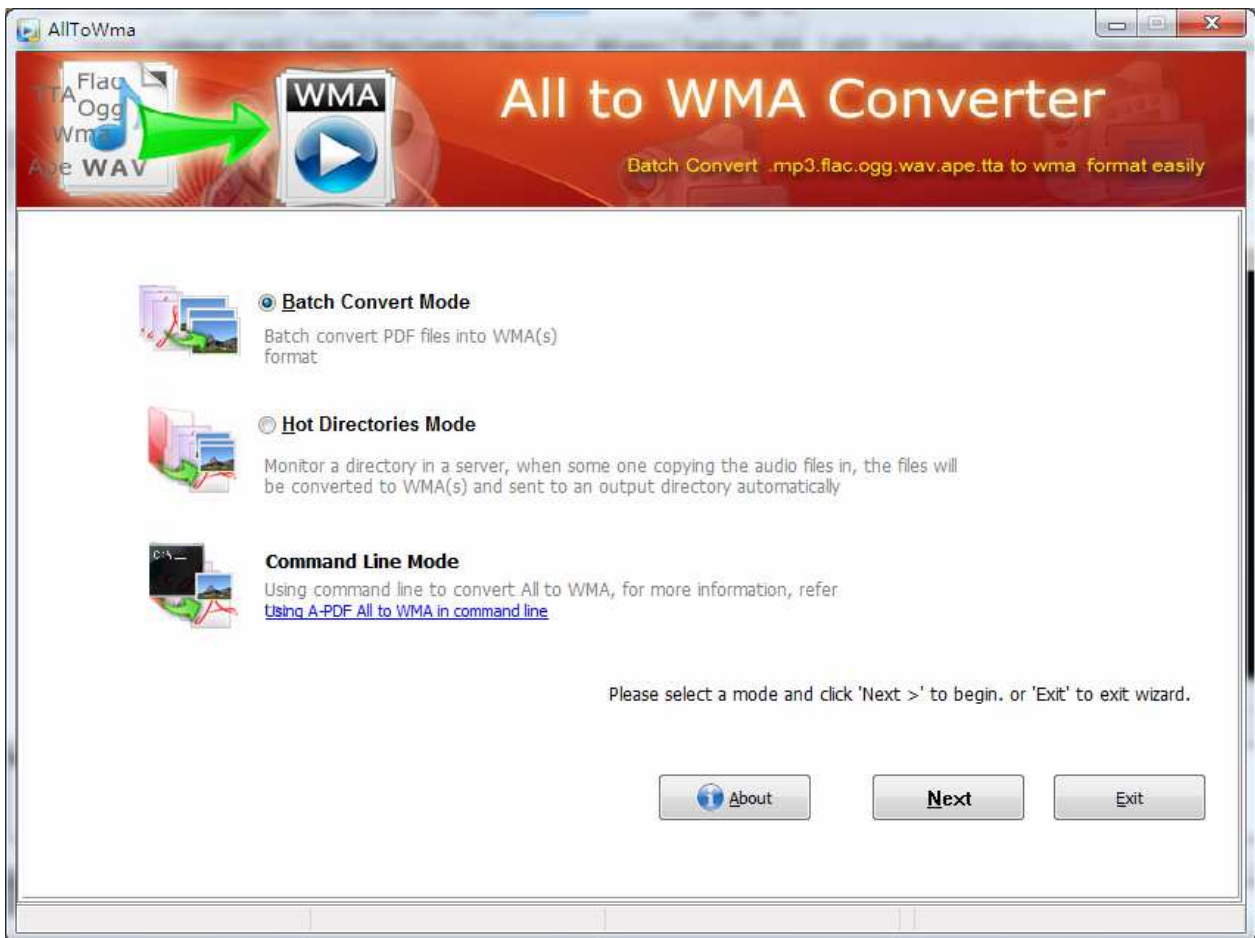 AllToWma
Flac
TTA
Ogg
Wma
Ape WAV
WMA
All to WMA Converter
Batch Convert .mp3.flac.ogg.wav.ape.tta to wma format easily
Batch Convert Mode
Batch convert PDF files into WMA(s)
format
Hot Directories Mode
Monitor a directory in a server, when some one copying the audio files in, the files will
be converted to WMA(s) and sent to an output directory automatically
C:\_
Command Line Mode
Using command line to convert All to WMA, for more information, refer
Using A-PDF All to WMA in command line
Please select a mode and click 'Next >' to begin. or 'Exit' to exit wizard.
About
Next
Exit